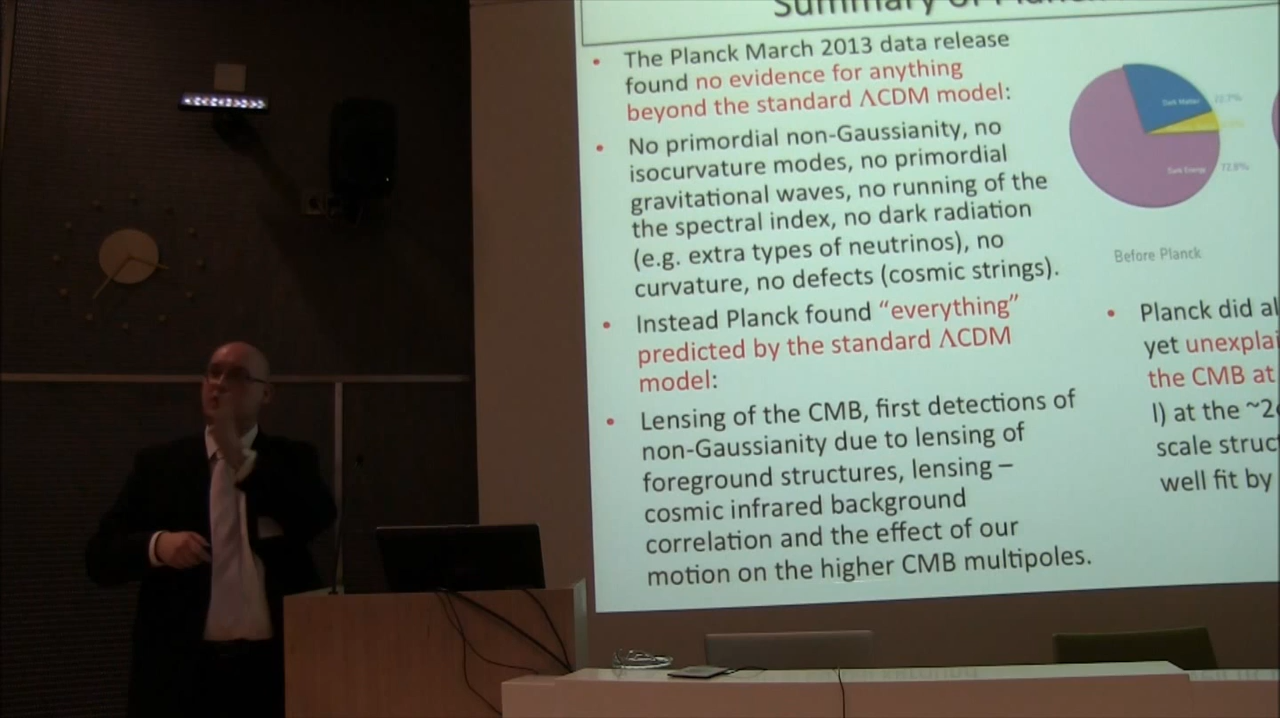 Summary of
• The Planck March 2013 data release
found no evidence for anything
beyond the standard ΛCDM model:
• No primordial non-Gaussianity, no
isocurvature modes, no primordial
gravitational waves, no running of the
the spectral index, no dark radiation
(e.g. extra types of neutrinos), no
curvature, no defects (cosmic strings).
• Instead Planck found “everything”
predicted by the standard ΛCDM
model:
• Lensing of the CMB, first detections of
non-Gaussianity due to lensing of
foreground structures, lensing –
cosmic infrared background
correlation and the effect of our
motion on the higher CMB multipoles.
Dark Matter
22.7%
Dark Energy
72.8%
Before Planck
• Planck did al
yet unexplai
the CMB at
l) at the ~2
scale struc
well fit by